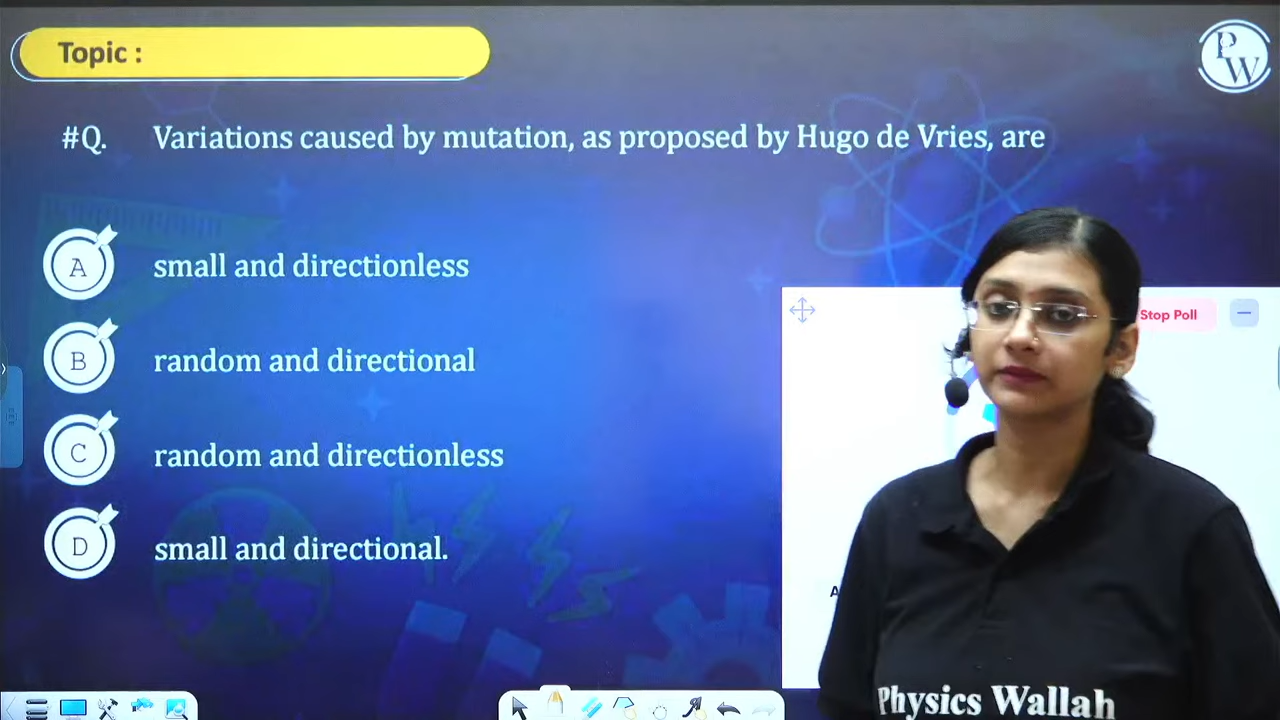 Topic :
PW
#Q. Variations caused by mutation, as proposed by Hugo de Vries, are
A small and directionless
B random and directional
C random and directionless
D small and directional.
Stop Poll
A
Physics Wallah